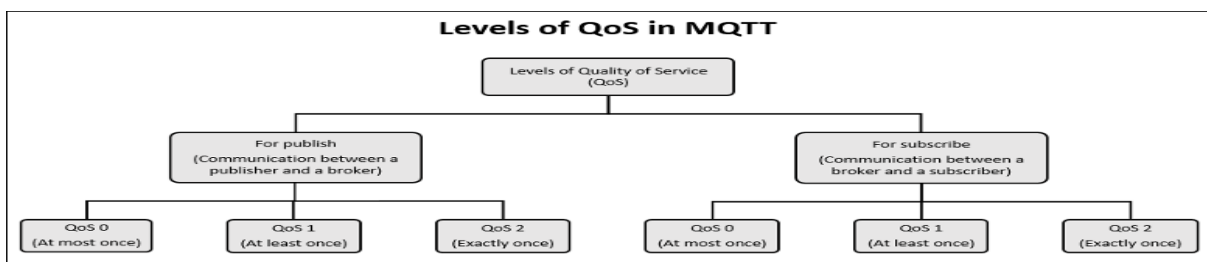 Levels of QoS in MQTT
Levels of Quality of Service
(QoS)
For publish
(Communication between a
publisher and a broker)
For subscribe
(Communication between a
broker and a subscriber)
QoS 0
(At most once)
QoS 1
(At least once)
QoS 2
(Exactly once)
QoS 0
(At most once)
QoS 1
(At least once)
QoS 2
(Exactly once)